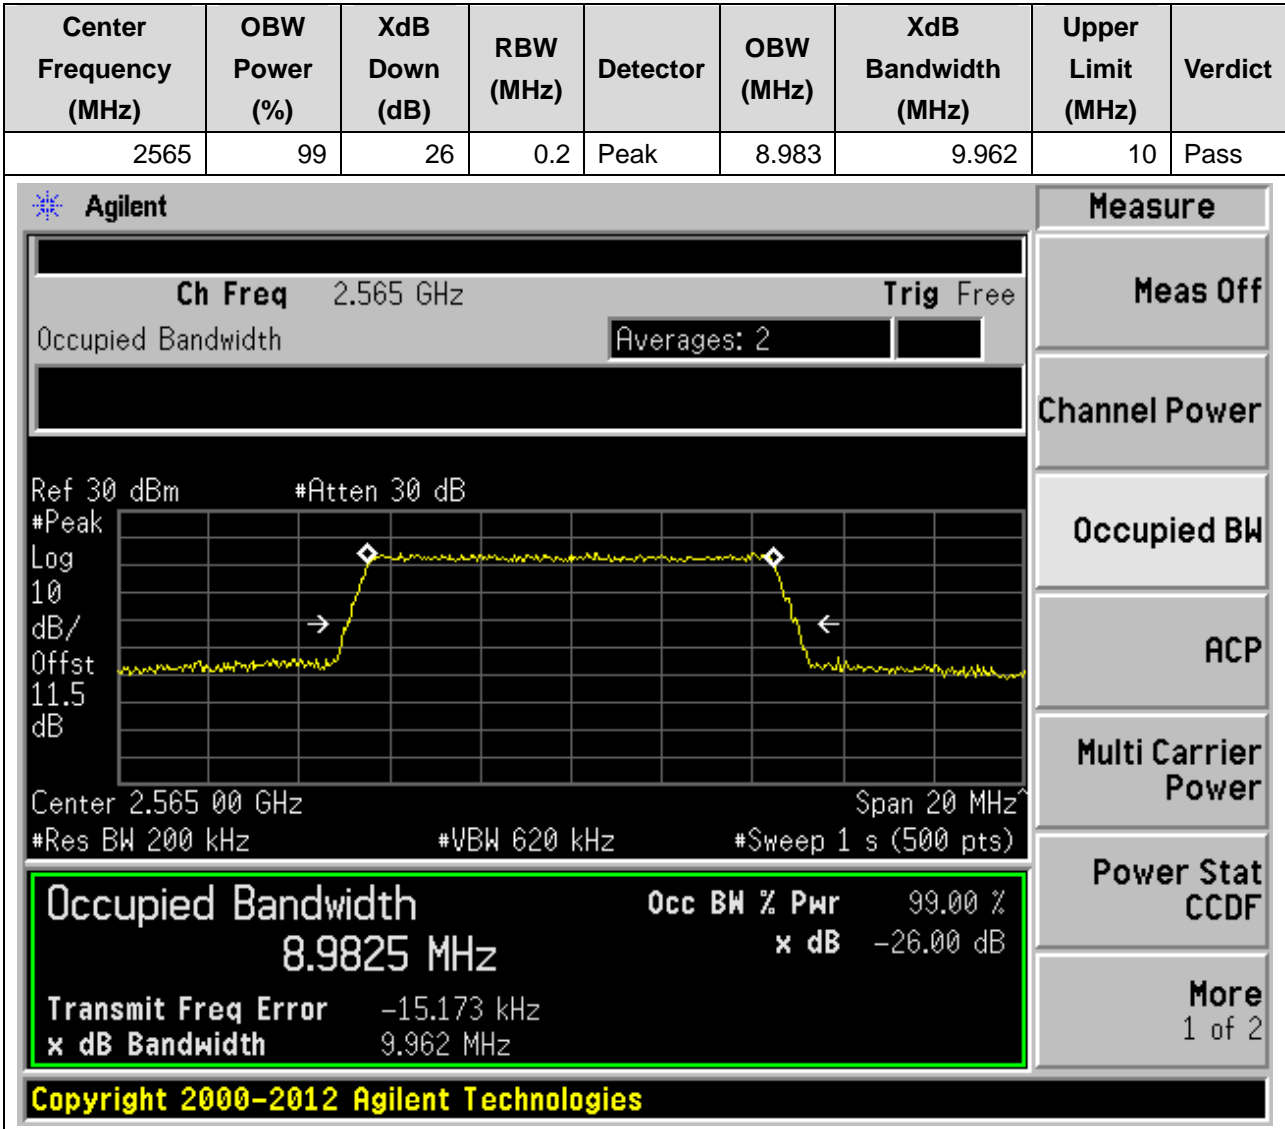 Center Frequency (MHz) OBW Power (%) XdB Down (dB) RBW (MHz) Detector OBW (MHz) XdB Bandwidth (MHz) Upper Limit (MHz) Verdict
2565 99 26 0.2 Peak 8.983 9.962 10 Pass
Agilent
Measure
Ch Freq 2.565 GHz Trig Free
Meas Off
Occupied Bandwidth Averages: 2
Channel Power
Ref 30 dBm #Atten 30 dB
#Peak
Log
10
dB/
Offst
11.5
dB
Occupied BW
ACP
Multi Carrier
Power
Center 2.565 00 GHz Span 20 MHz^
#Res BW 200 kHz #VBW 620 kHz #Sweep 1 s (500 pts)
Power Stat
CCDF
Occupied Bandwidth Occ BW % Pwr 99.00 %
8.9825 MHz x dB -26.00 dB
Transmit Freq Error -15.173 kHz
x dB Bandwidth 9.962 MHz
More
1 of 2
Copyright 2000-2012 Agilent Technologies